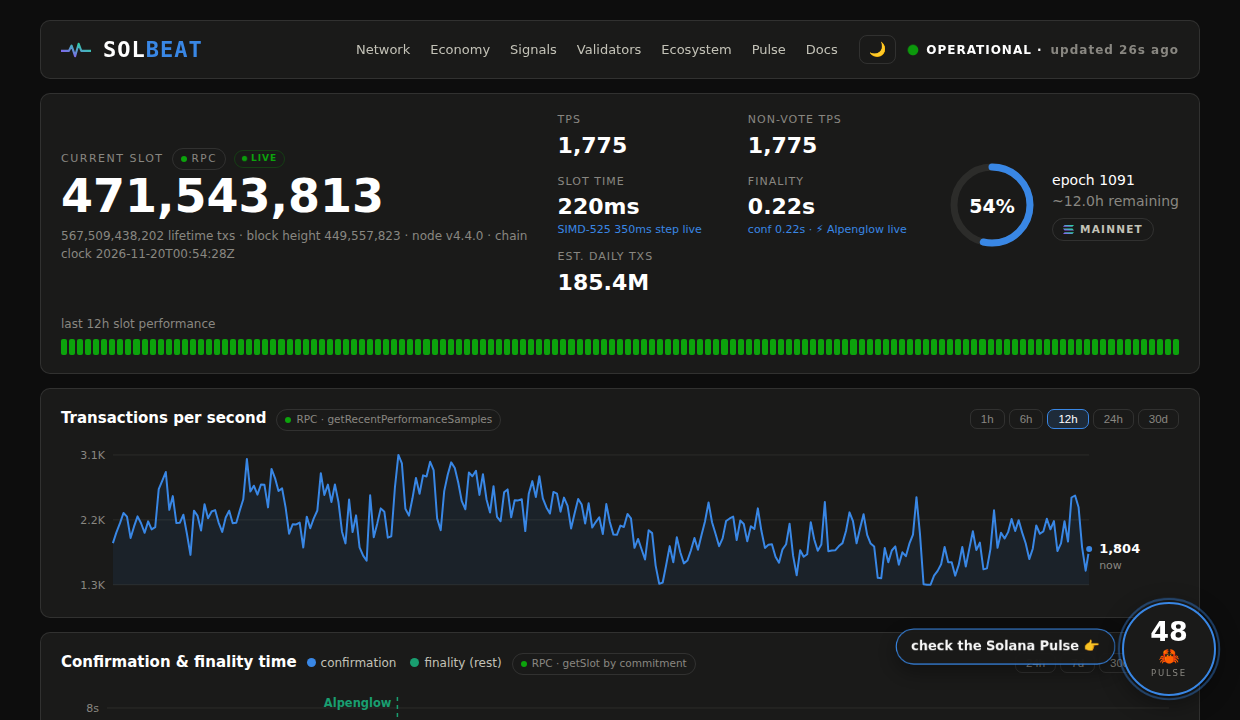 SOLBEAT
Network Economy Signals Validators Ecosystem Pulse Docs
OPERATIONAL · updated 26s ago
CURRENT SLOT RPC LIVE
471,543,813
567,509,438,202 lifetime txs · block height 449,557,823 · node v4.4.0 · chain
clock 2026-11-20T00:54:28Z
TPS
1,775
NON-VOTE TPS
1,775
SLOT TIME
220ms
SIMD-525 350ms step live
FINALITY
0.22s
conf 0.22s · ⚡ Alpenglow live
EST. DAILY TXS
185.4M
54%
epoch 1091
~12.0h remaining
MAINNET
last 12h slot performance
Transactions per second RPC · getRecentPerformanceSamples
1h 6h 12h 24h 30d
3.1K
2.2K
1.3K
1,804
now
Confirmation & finality time confirmation finality (rest) RPC · getSlot by commitment
check the Solana Pulse 👉
48
🦀
PULSE
Alpenglow
8s